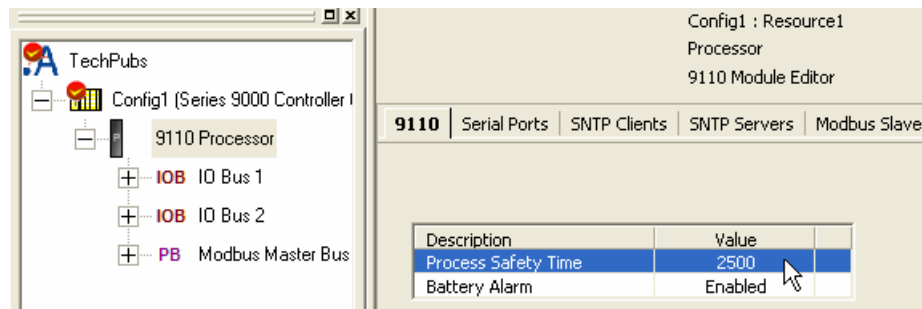 TechPubs
Config1 (Series 9000 Controller
9110 Processor
IOB IO Bus 1
IOB IO Bus 2
PB Modbus Master Bus
Config1 : Resource1
Processor
9110 Module Editor
9110 Serial Ports SNTP Clients SNTP Servers Modbus Slave
Description Value
Process Safety Time 2500
Battery Alarm Enabled